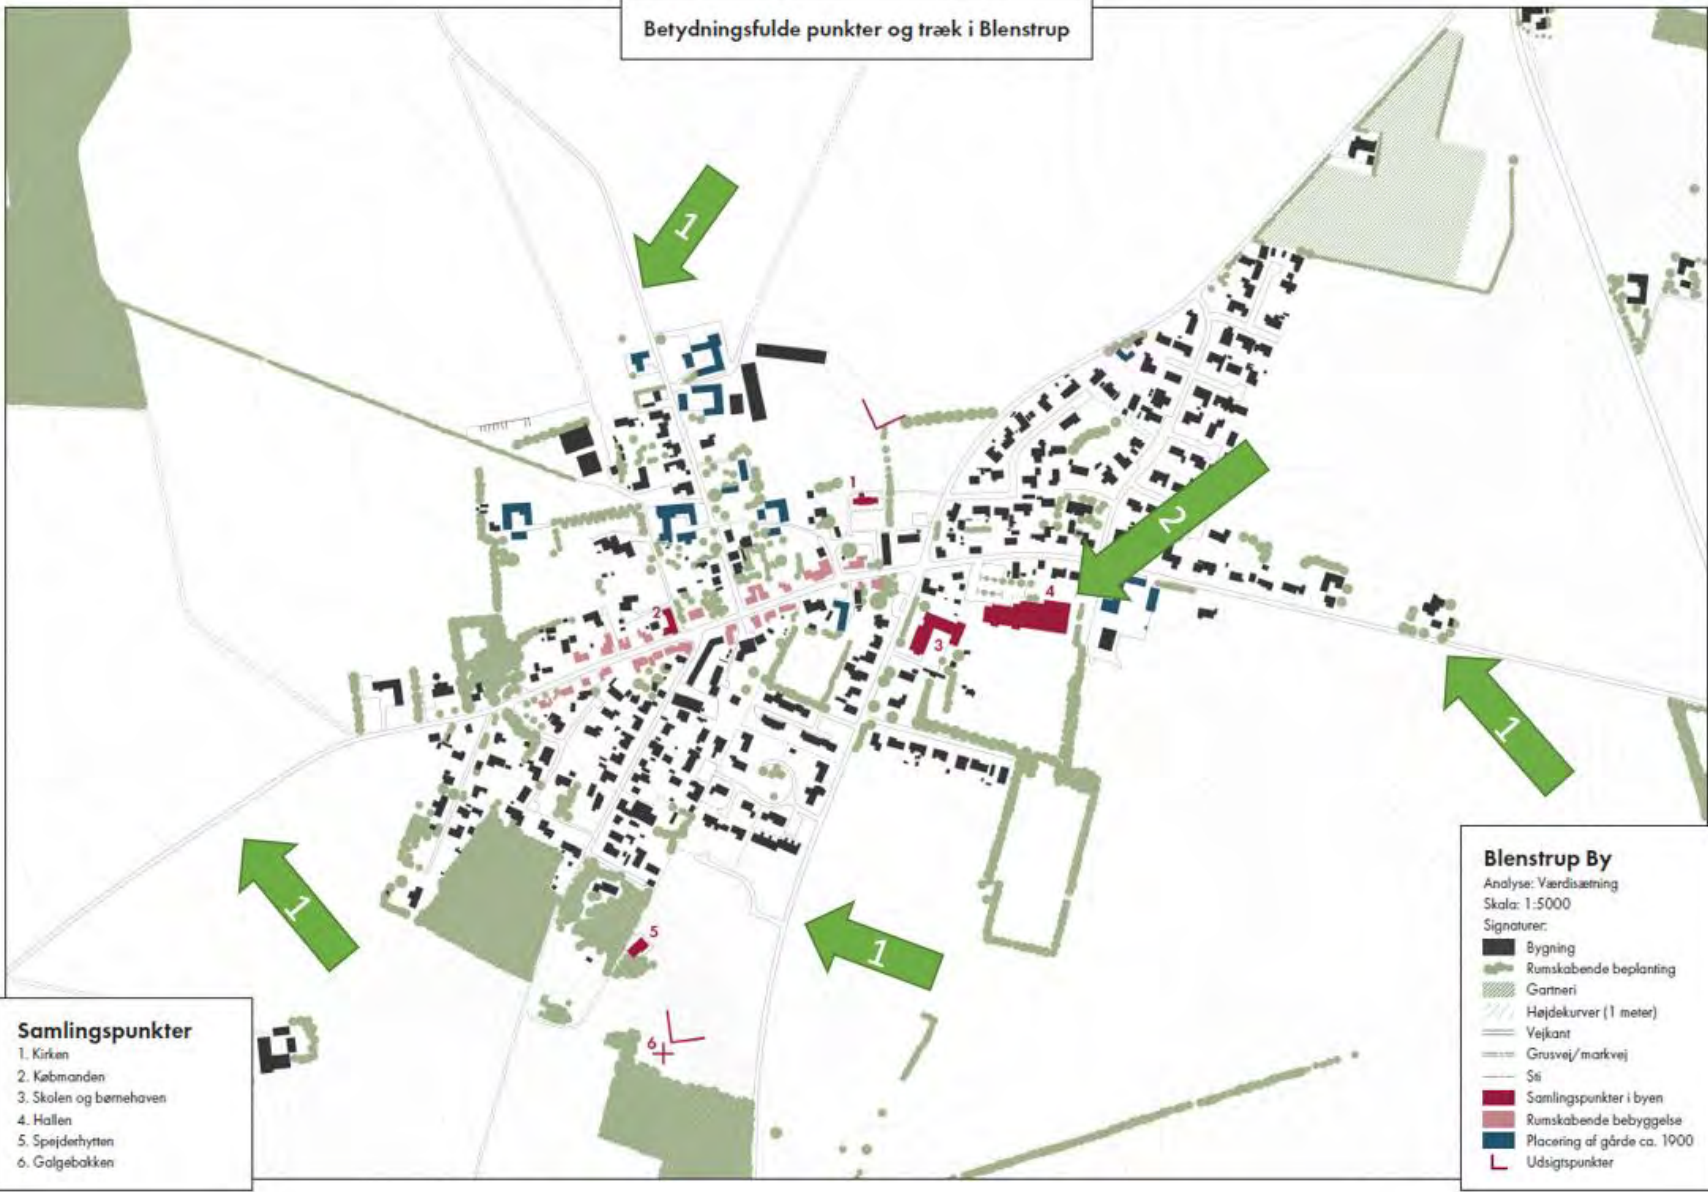 Betydningsfulde punkter og træk i Blenstrup
1
1
2
4
2
3
1
1
1
5
6
Blenstrup By
Analyse: Værdisætning
Skala: 1:5000
Signaturer:
Bygning
Rumskabende beplanting
Gartneri
Højdekurver (1 meter)
Vejkant
Grusvej/markvej
Sti
Samlingspunkter i byen
Rumskabende bebyggelse
Placering af gårde ca. 1900
Udsigtspunkter
Samlingspunkter
1. Kirken
2. Købmanden
3. Skolen og børnehaven
4. Hallen
5. Spejderhytten
6. Galgebakken